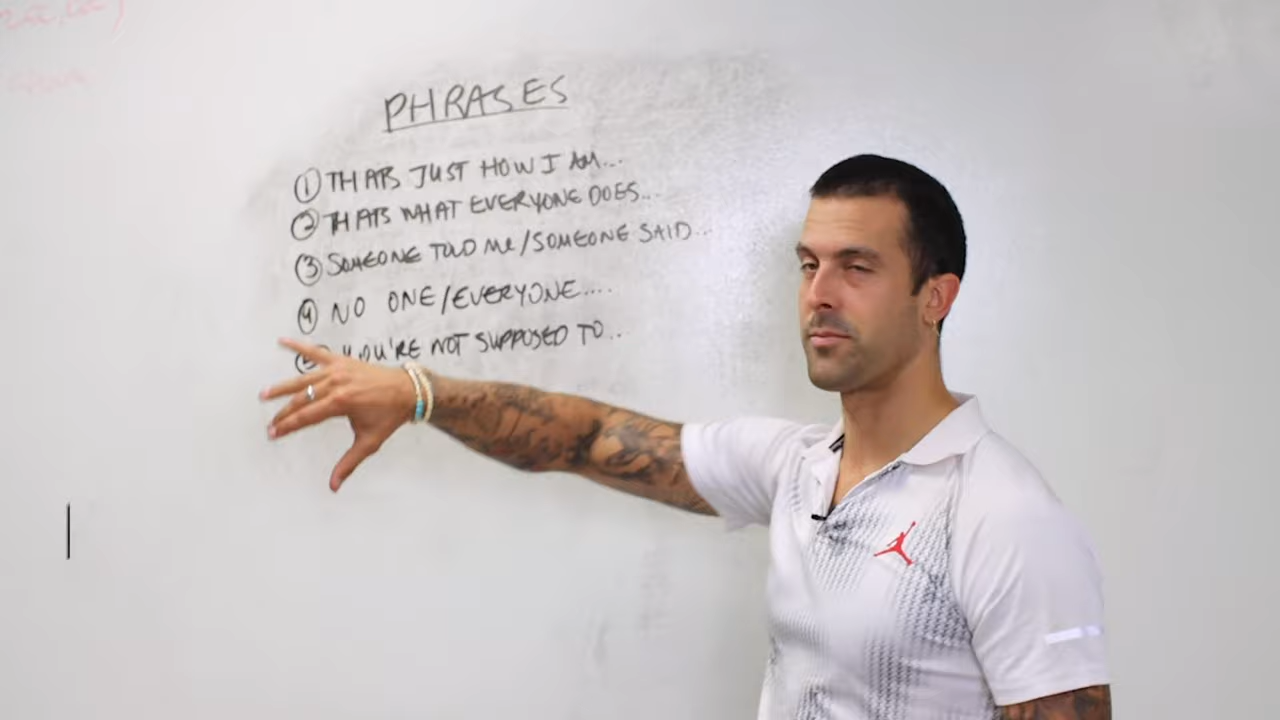 PHRASES
① THATS JUST HOW I AM...
② THATS WHAT EVERYONE DOES...
③ SOMEONE TOLD ME/SOMEONE SAID...
④ NO ONE/EVERYONE....
⑤ YOU'RE NOT SUPPOSED TO...